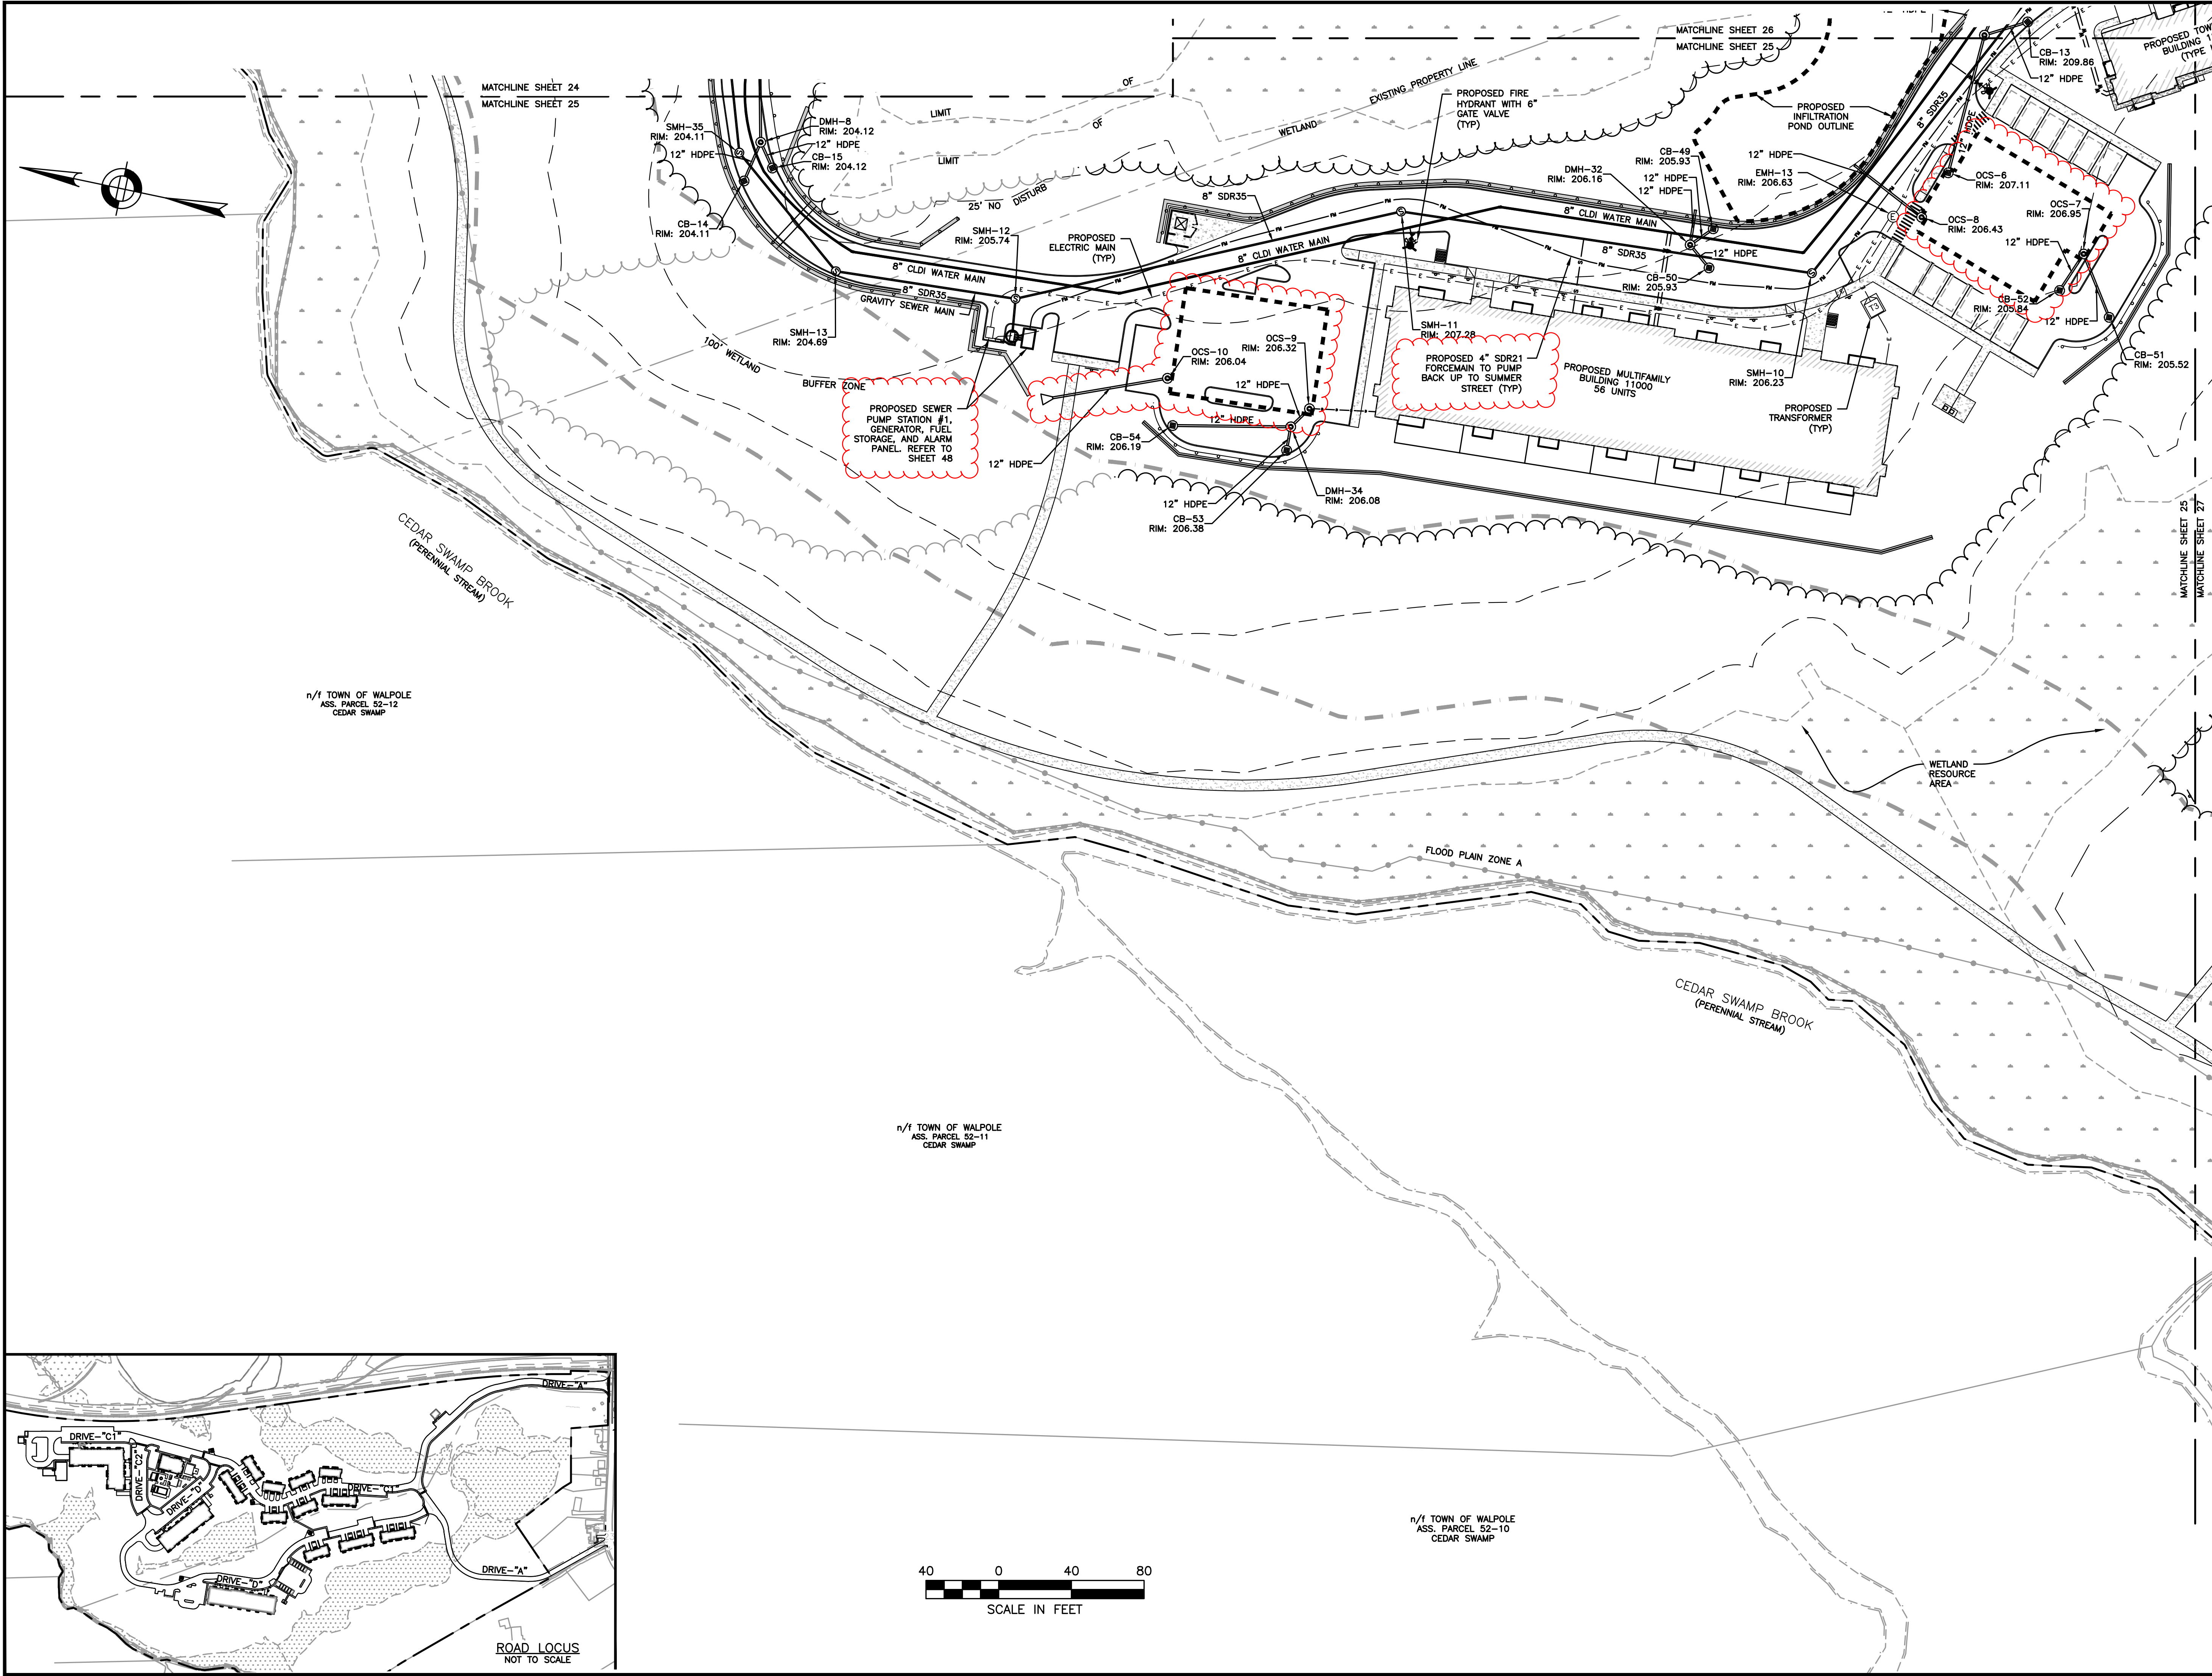 12" HDPE
MATCHLINE SHEET 26
MATCHLINE SHEET 25
MATCHLINE SHEET 24
MATCHLINE SHEET 25
CB-13
RIM: 209.86
12" HDPE
PROPOSED
BUILDING
(TYPE
OF
LIMIT
OF
WETLAND
LIMIT
EXISTING PROPERTY LINE
25' NO DISTURB
PROPOSED FIRE
HYDRANT WITH 6"
GATE VALVE
(TYP)
PROPOSED
INFILTRATION
POND OUTLINE
8" SDR35
12" HDPE
SMH-35
RIM: 204.11
12" HDPE
DMH-8
RIM: 204.12
12" HDPE
CB-15
RIM: 204.12
CB-14
RIM: 204.11
SMH-12
RIM: 205.74
PROPOSED
ELECTRIC MAIN
(TYP)
8" SDR35
8" CLDI WATER MAIN
8" CLDI WATER MAIN
8" CLDI WATER MAIN
8" SDR35
GRAVITY SEWER MAIN
8" SDR35
DMH-32
RIM: 206.16
CB-49
RIM: 205.93
12" HDPE
12" HDPE
12" HDPE
CB-50
RIM: 205.93
12" HDPE
EMH-13
RIM: 206.63
E
OCS-6
RIM: 207.11
OCS-8
RIM: 206.43
OCS-7
RIM: 206.95
12" HDPE
CB-52
RIM: 205.84
12" HDPE
CB-51
RIM: 205.52
SMH-13
RIM: 204.69
100' WETLAND
BUFFER ZONE
PROPOSED SEWER
PUMP STATION #1,
GENERATOR, FUEL
STORAGE, AND ALARM
PANEL. REFER TO
SHEET 48
OCS-10
RIM: 206.04
OCS-9
RIM: 206.32
12" HDPE
12" HDPE
CB-54
RIM: 206.19
12" HDPE
12" HDPE
CB-53
RIM: 206.38
DMH-34
RIM: 206.08
SMH-11
RIM: 207.28
PROPOSED 4" SDR21
FORCEMAIN TO PUMP
BACK UP TO SUMMER
STREET (TYP)
PROPOSED MULTIFAMILY
BUILDING 11000
56 UNITS
SMH-10
RIM: 206.23
PROPOSED
TRANSFORMER
(TYP)
T3
MATCHLINE SHEET 25
MATCHLINE SHEET 27
CEDAR SWAMP BROOK
(PERENNIAL STREAM)
n/f TOWN OF WALPOLE
ASS. PARCEL 52-12
CEDAR SWAMP
WETLAND
RESOURCE
AREA
FLOOD PLAIN ZONE A
CEDAR SWAMP BROOK
(PERENNIAL STREAM)
n/f TOWN OF WALPOLE
ASS. PARCEL 52-11
CEDAR SWAMP
n/f TOWN OF WALPOLE
ASS. PARCEL 52-10
CEDAR SWAMP
DRIVE-"A"
DRIVE-"C1"
DRIVE-"C2"
DRIVE-"D"
DRIVE-"C1"
DRIVE-"D"
DRIVE-"A"
ROAD LOCUS
NOT TO SCALE
40 0 40 80
SCALE IN FEET